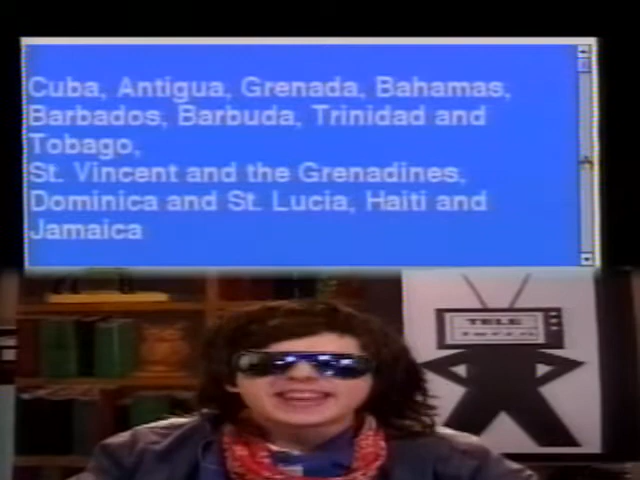 Cuba, Antigua, Grenada, Bahamas,
Barbados, Barbuda, Trinidad and
Tobago,
St. Vincent and the Grenadines,
Dominica and St. Lucia, Haiti and
Jamaica
TELE